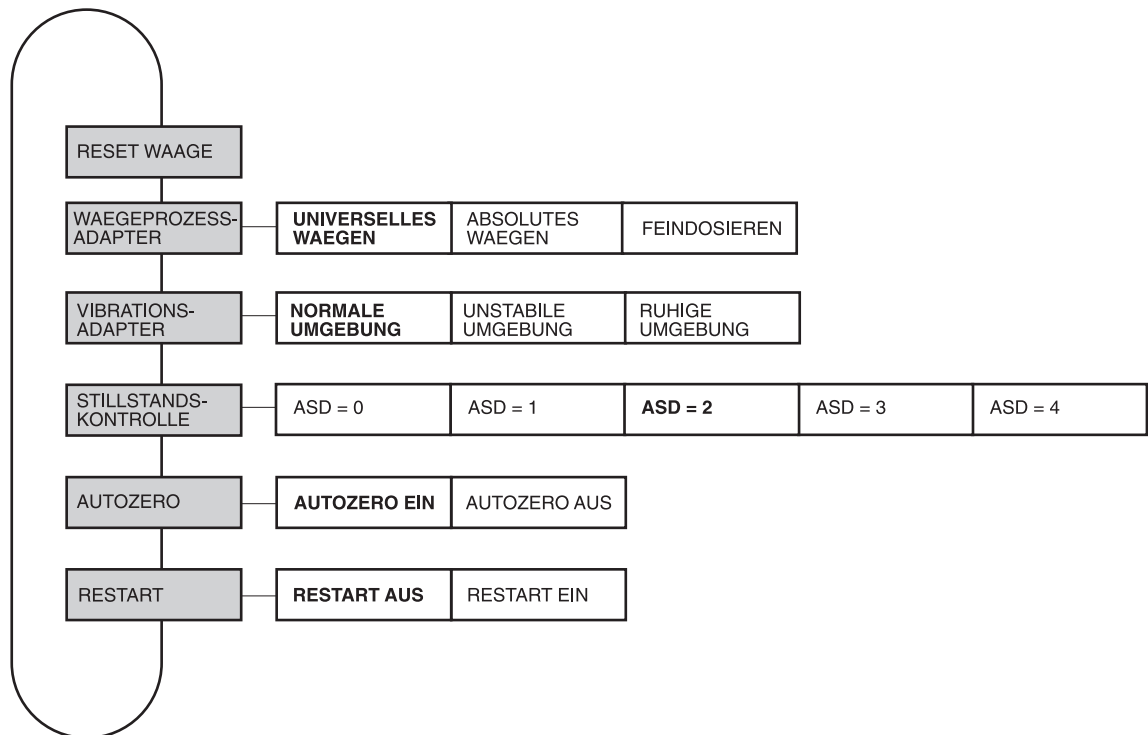 RESET WAAGE
WAEGEPROZESS-
ADAPTER
UNIVERSELLES
WAEGEN
ABSOLUTES
WAEGEN
FEINDOSIEREN
VIBRATIONS-
ADAPTER
NORMALE
UMGEBUNG
UNSTABILE
UMGEBUNG
RUHIGE
UMGEBUNG
STILLSTANDS-
KONTROLLE
ASD = 0
ASD = 1
ASD = 2
ASD = 3
ASD = 4
AUTOZERO
AUTOZERO EIN
AUTOZERO AUS
RESTART
RESTART AUS
RESTART EIN